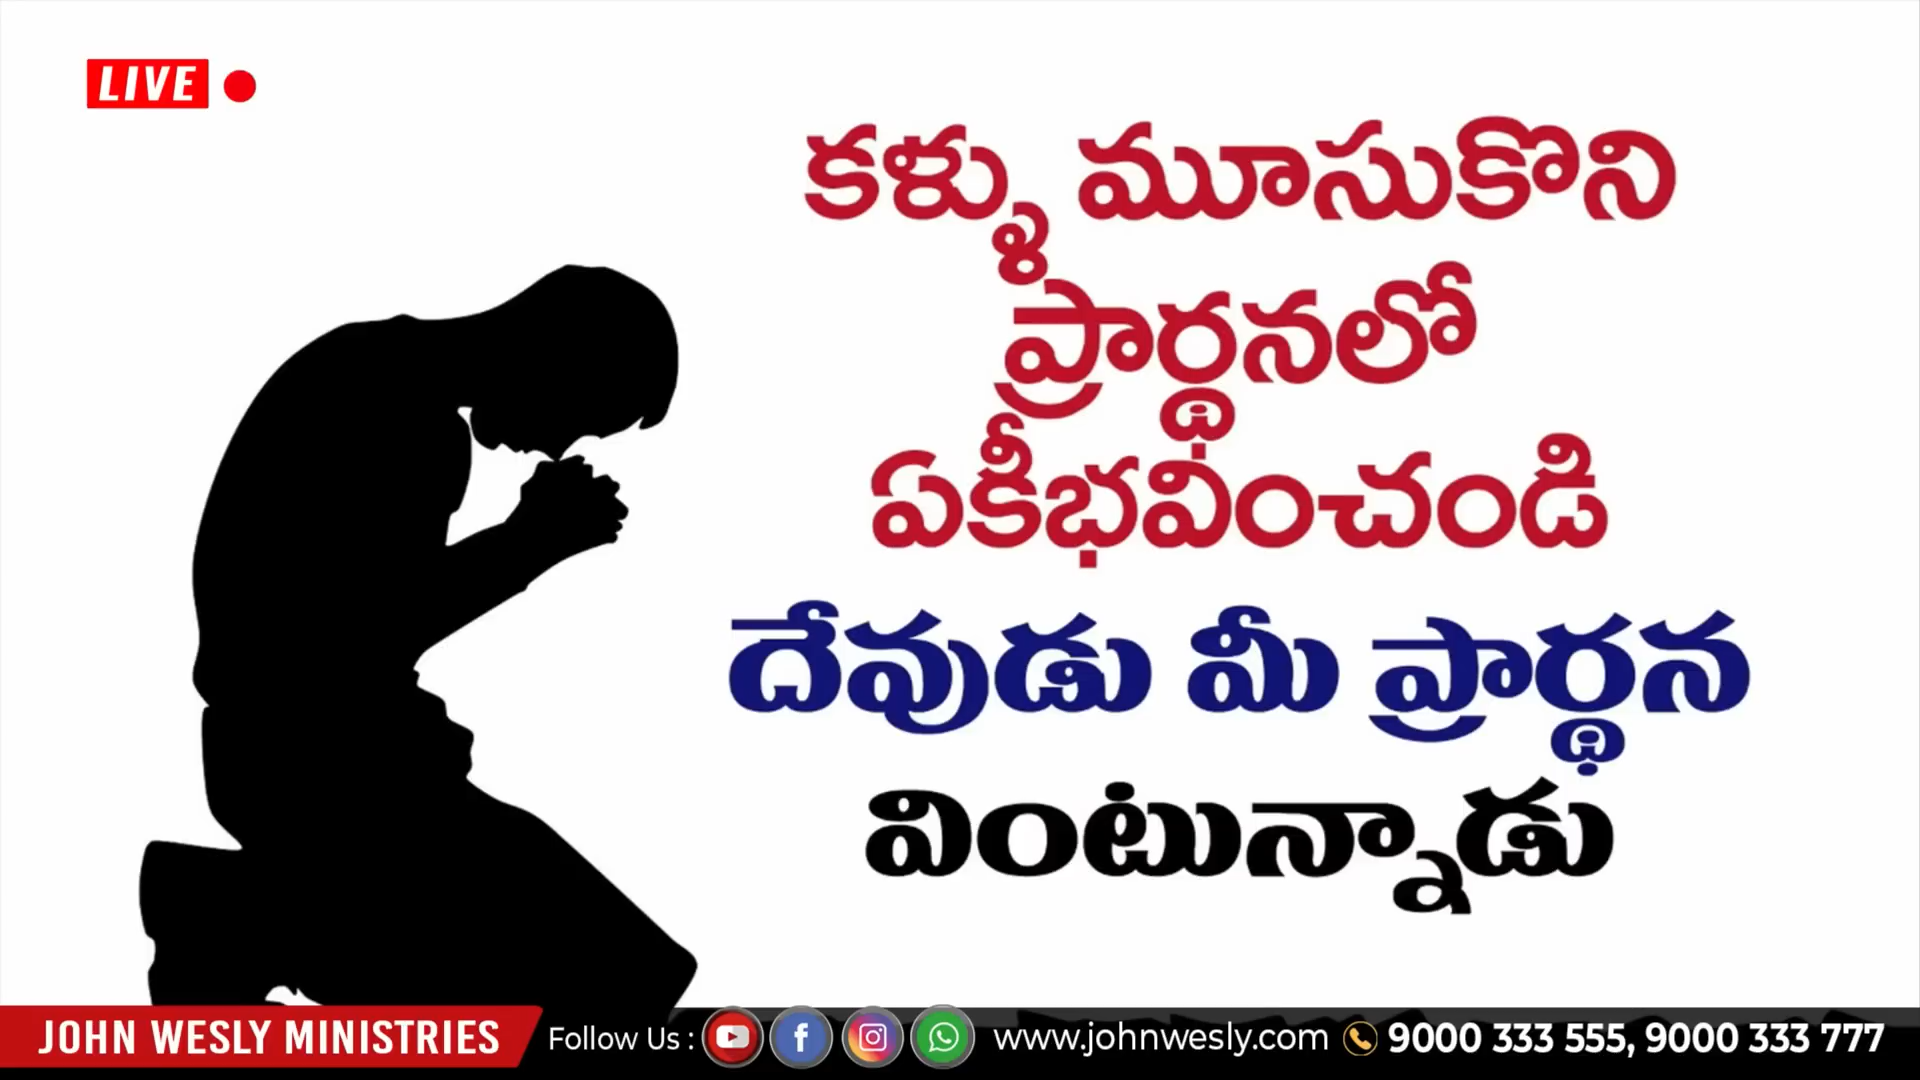 LIVE
కళ్ళు మూసుకొని
ప్రార్థనలో
ఏకీభవించండి
దేవుడు మీ ప్రార్థన
వింటున్నాడు
JOHN WESLY MINISTRIES Follow Us : www.johnwesly.com 9000 333 555, 9000 333 777